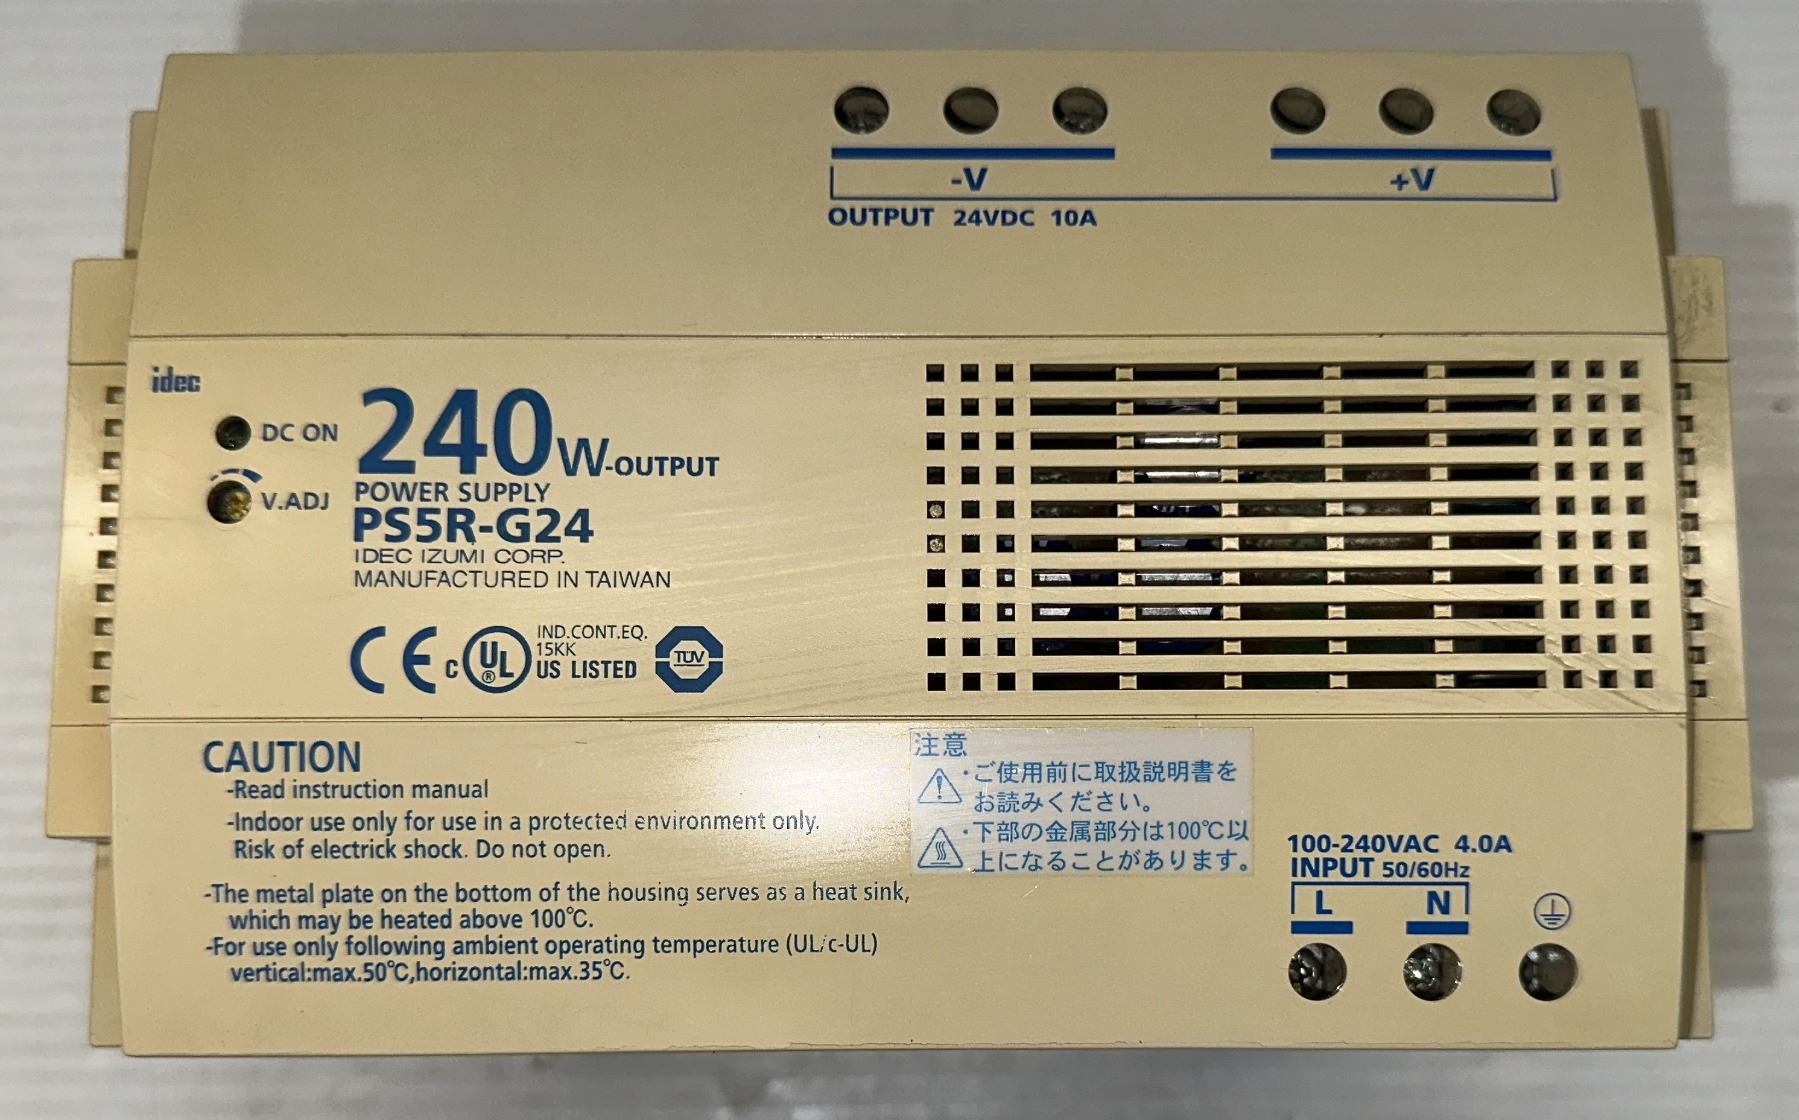 -V
+V
OUTPUT 24VDC 10A
idec
DC ON
V.ADJ
240W-OUTPUT
POWER SUPPLY
PS5R-G24
IDEC IZUMI CORP.
MANUFACTURED IN TAIWAN
CE
c UL ® US LISTED
IND.CONT.EQ.
15KK
TÜV
CAUTION
-Read instruction manual
-Indoor use only for use in a protected environment only.
Risk of electrick shock. Do not open.
-The metal plate on the bottom of the housing serves as a heat sink,
which may be heated above 100℃.
-For use only following ambient operating temperature (UL/c-UL)
vertical:max.50℃,horizontal:max.35℃.
注意
・ご使用前に取扱説明書を
お読みください。
・下部の金属部分は100℃以
上になることがあります。
100-240VAC 4.0A
INPUT 50/60Hz
L
N